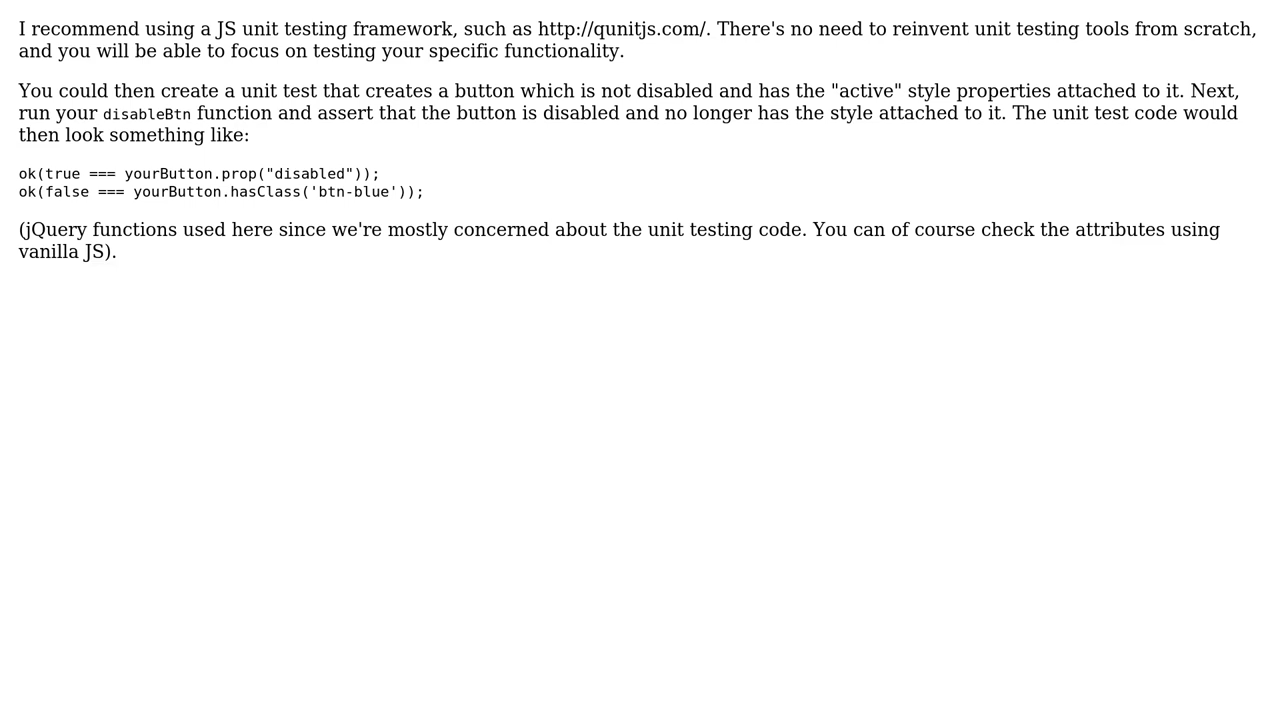 I recommend using a JS unit testing framework, such as http://qunitjs.com/. There's no need to reinvent unit testing tools from scratch,
and you will be able to focus on testing your specific functionality.
You could then create a unit test that creates a button which is not disabled and has the "active" style properties attached to it. Next,
run your disableBtn function and assert that the button is disabled and no longer has the style attached to it. The unit test code would
then look something like:
ok(true === yourButton.prop("disabled"));
ok(false === yourButton.hasClass('btn-blue'));
(jQuery functions used here since we're mostly concerned about the unit testing code. You can of course check the attributes using
vanilla JS).